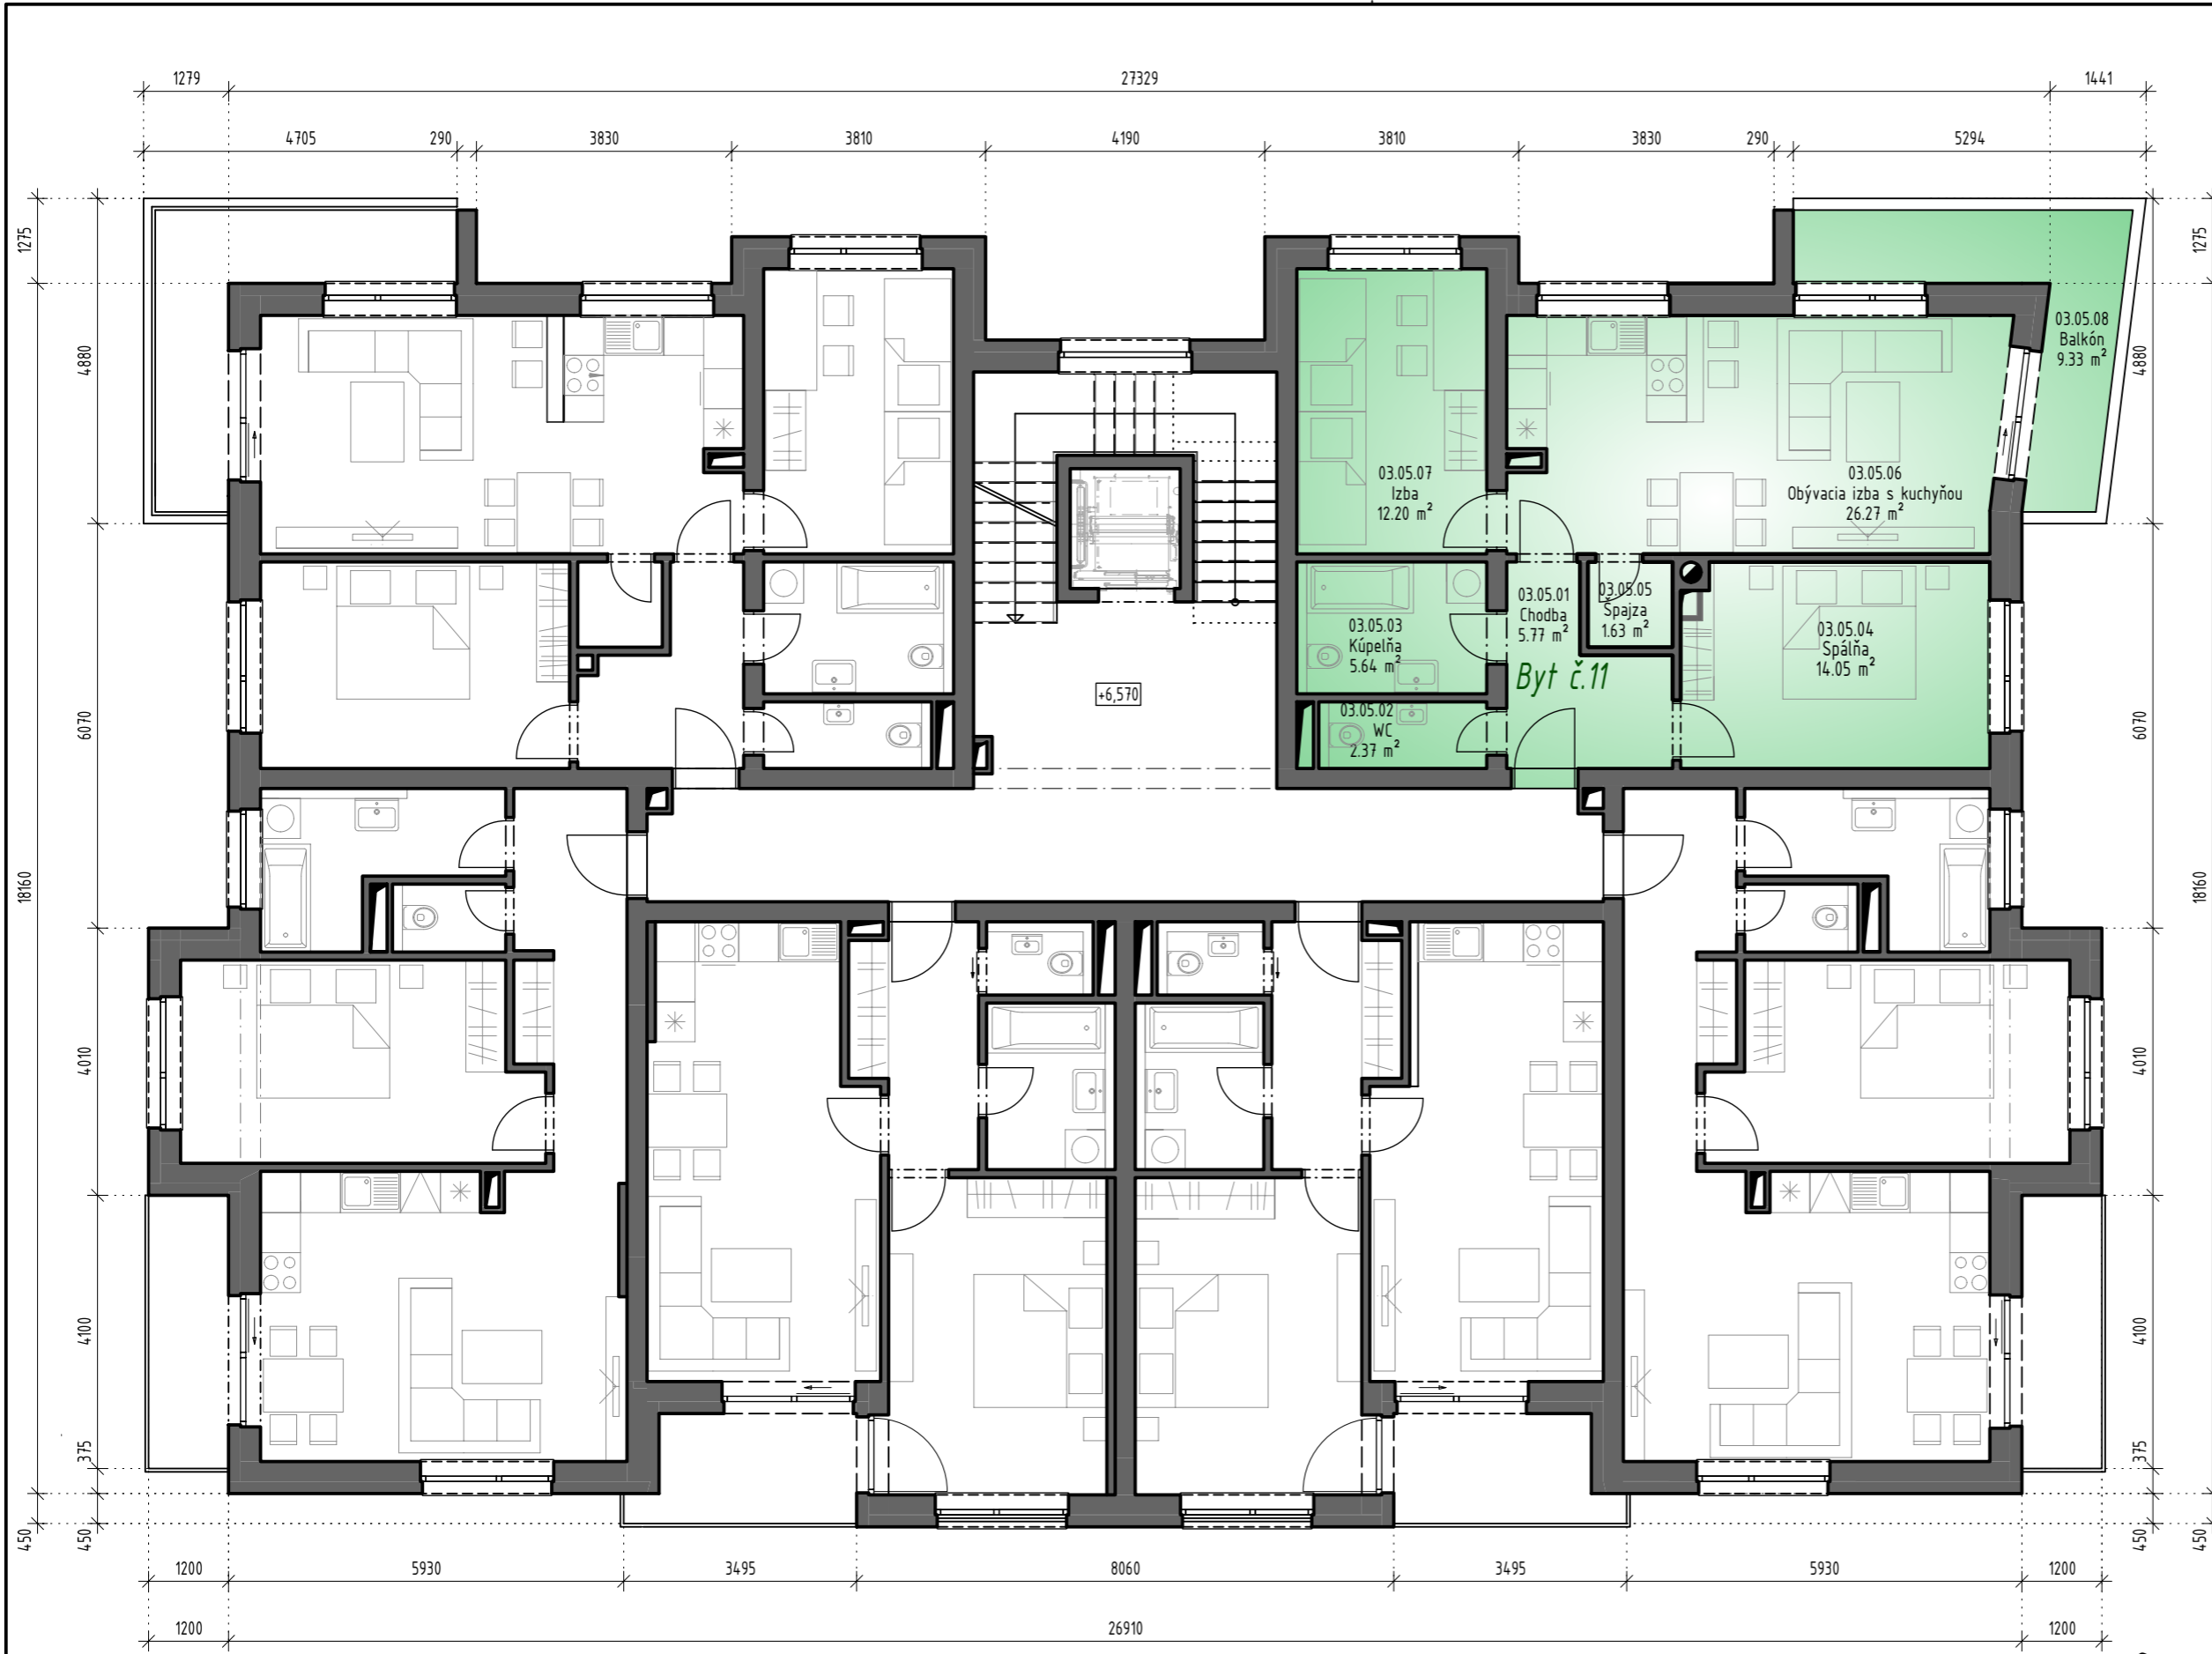 1279 27329 1441
4705 290 3830 3810 4190 3810 3830 290 5294
1275 1275
4880 4880
6070 6070
18160 18160
4010 4010
4100 4100
375 375
450 450 450 450
03.05.08
Balkón
9.33 m²
03.05.07
Izba
12.20 m²
03.05.06
Obývacia izba s kuchyňou
26.27 m²
03.05.01
Chodba
5.77 m²
03.05.05
Špajza
1.63 m²
03.05.03
Kúpeľňa
5.64 m²
03.05.04
Spálňa
14.05 m²
Byt č.11
+6,570
03.05.02
WC
2.37 m²
1200 5930 3495 8060 3495 5930 1200
1200 26910 1200